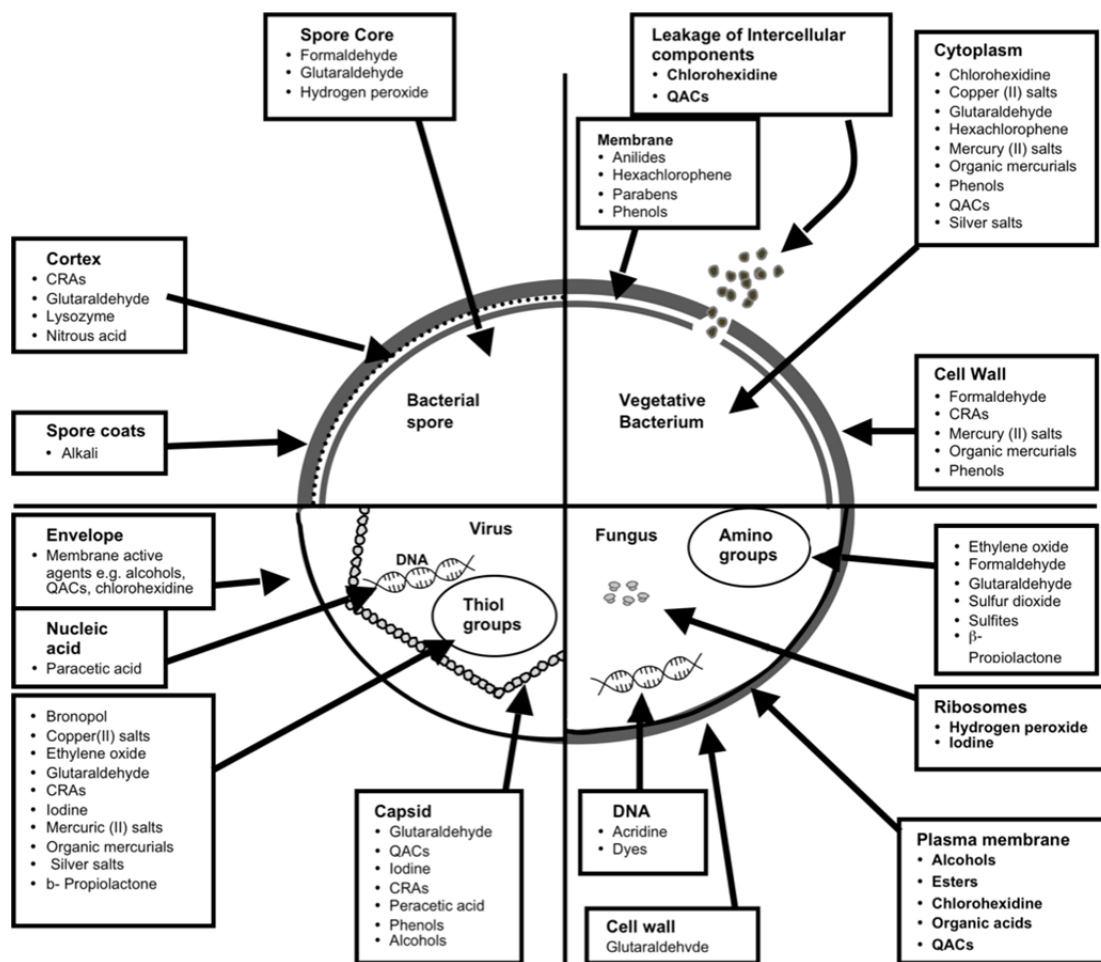 Spore Core
• Formaldehyde
• Glutaraldehyde
• Hydrogen peroxide
Leakage of Intercellular
components
• Chlorohexidine
• QACs
Cytoplasm
• Chlorohexidine
• Copper (II) salts
• Glutaraldehyde
• Hexachlorophene
• Mercury (II) salts
• Organic mercurials
• Phenols
• QACs
• Silver salts
Membrane
• Anilides
• Hexachlorophene
• Parabens
• Phenols
Cortex
• CRAs
• Glutaraldehyde
• Lysozyme
• Nitrous acid
Spore coats
• Alkali
Bacterial
spore
Vegetative
Bacterium
Cell Wall
• Formaldehyde
• CRAs
• Mercury (II) salts
• Organic mercurials
• Phenols
Envelope
• Membrane active
agents e.g. alcohols,
QACs, chlorohexidine
Nucleic
acid
• Paracetic acid
Virus
DNA
Thiol
groups
Fungus
Amino
groups
• Ethylene oxide
• Formaldehyde
• Glutaraldehyde
• Sulfur dioxide
• Sulfites
• β-
Propiolactone
Ribosomes
• Hydrogen peroxide
• Iodine
• Bronopol
• Copper(II) salts
• Ethylene oxide
• Glutaraldehyde
• CRAs
• Iodine
• Mercuric (II) salts
• Organic mercurials
• Silver salts
• b- Propiolactone
Capsid
• Glutaraldehyde
• QACs
• Iodine
• CRAs
• Peracetic acid
• Phenols
• Alcohols
DNA
• Acridine
• Dyes
Cell wall
Glutaraldehyde
Plasma membrane
• Alcohols
• Esters
• Chlorohexidine
• Organic acids
• QACs